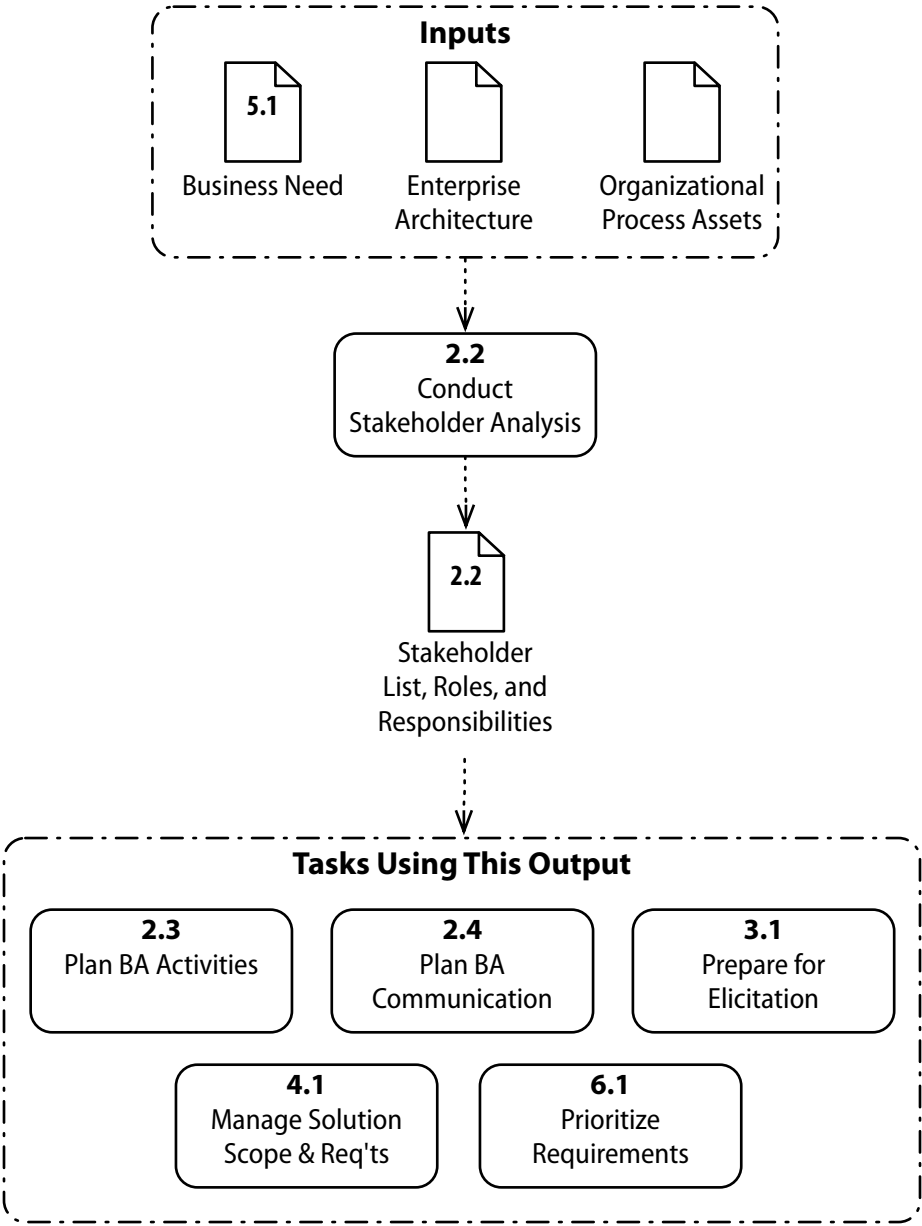 Inputs
5.1
Business Need
Enterprise
Architecture
Organizational
Process Assets
2.2
Conduct
Stakeholder Analysis
2.2
Stakeholder
List, Roles, and
Responsibilities
Tasks Using This Output
2.3
Plan BA Activities
2.4
Plan BA
Communication
3.1
Prepare for
Elicitation
4.1
Manage Solution
Scope & Req'ts
6.1
Prioritize
Requirements